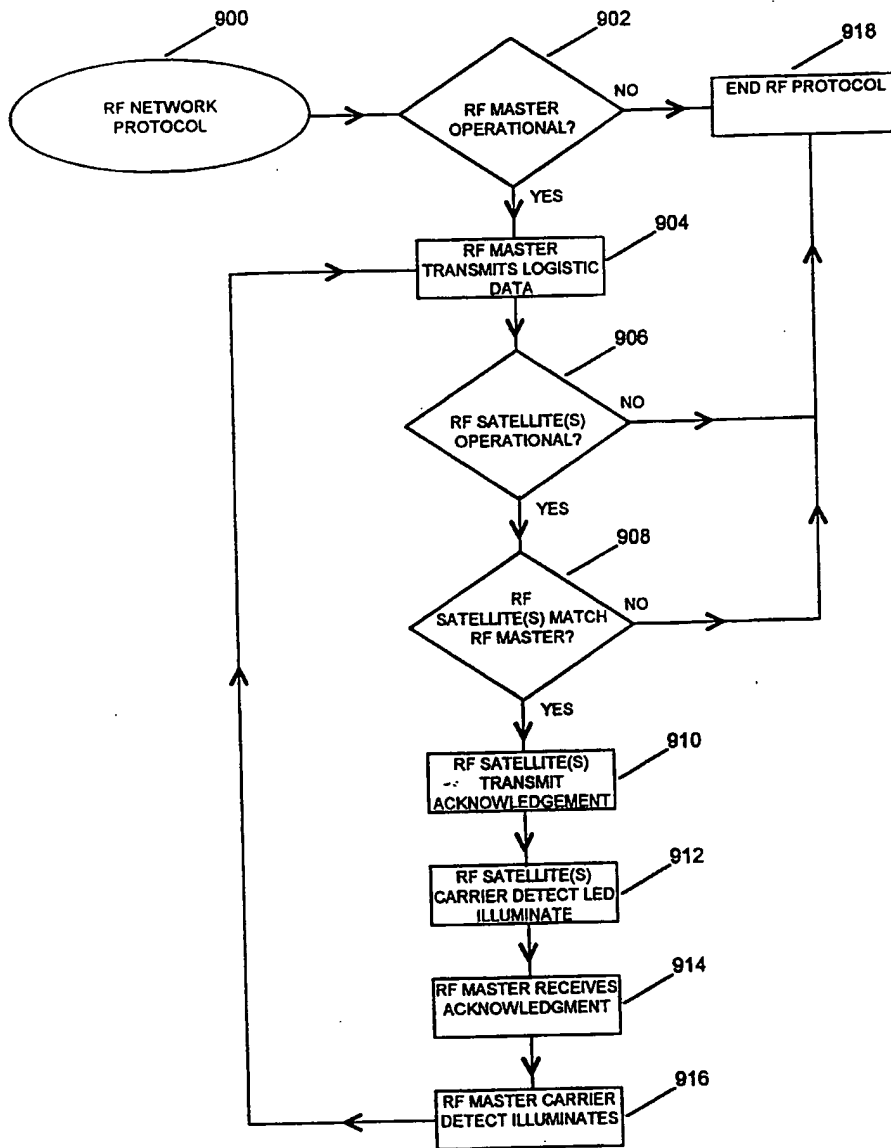 900
902
918
RF NETWORK
PROTOCOL
RF MASTER
OPERATIONAL?
NO
END RF PROTOCOL
YES
904
RF MASTER
TRANSMITS LOGISTIC
DATA
906
RF SATELLITE(S)
OPERATIONAL?
NO
YES
908
RF
SATELLITE(S) MATCH
RF MASTER?
NO
YES
910
RF SATELLITE(S)
TRANSMIT
ACKNOWLEDGEMENT
912
RF SATELLITE(S)
CARRIER DETECT LED
ILLUMINATE
914
RF MASTER RECEIVES
ACKNOWLEDGMENT
916
RF MASTER CARRIER
DETECT ILLUMINATES